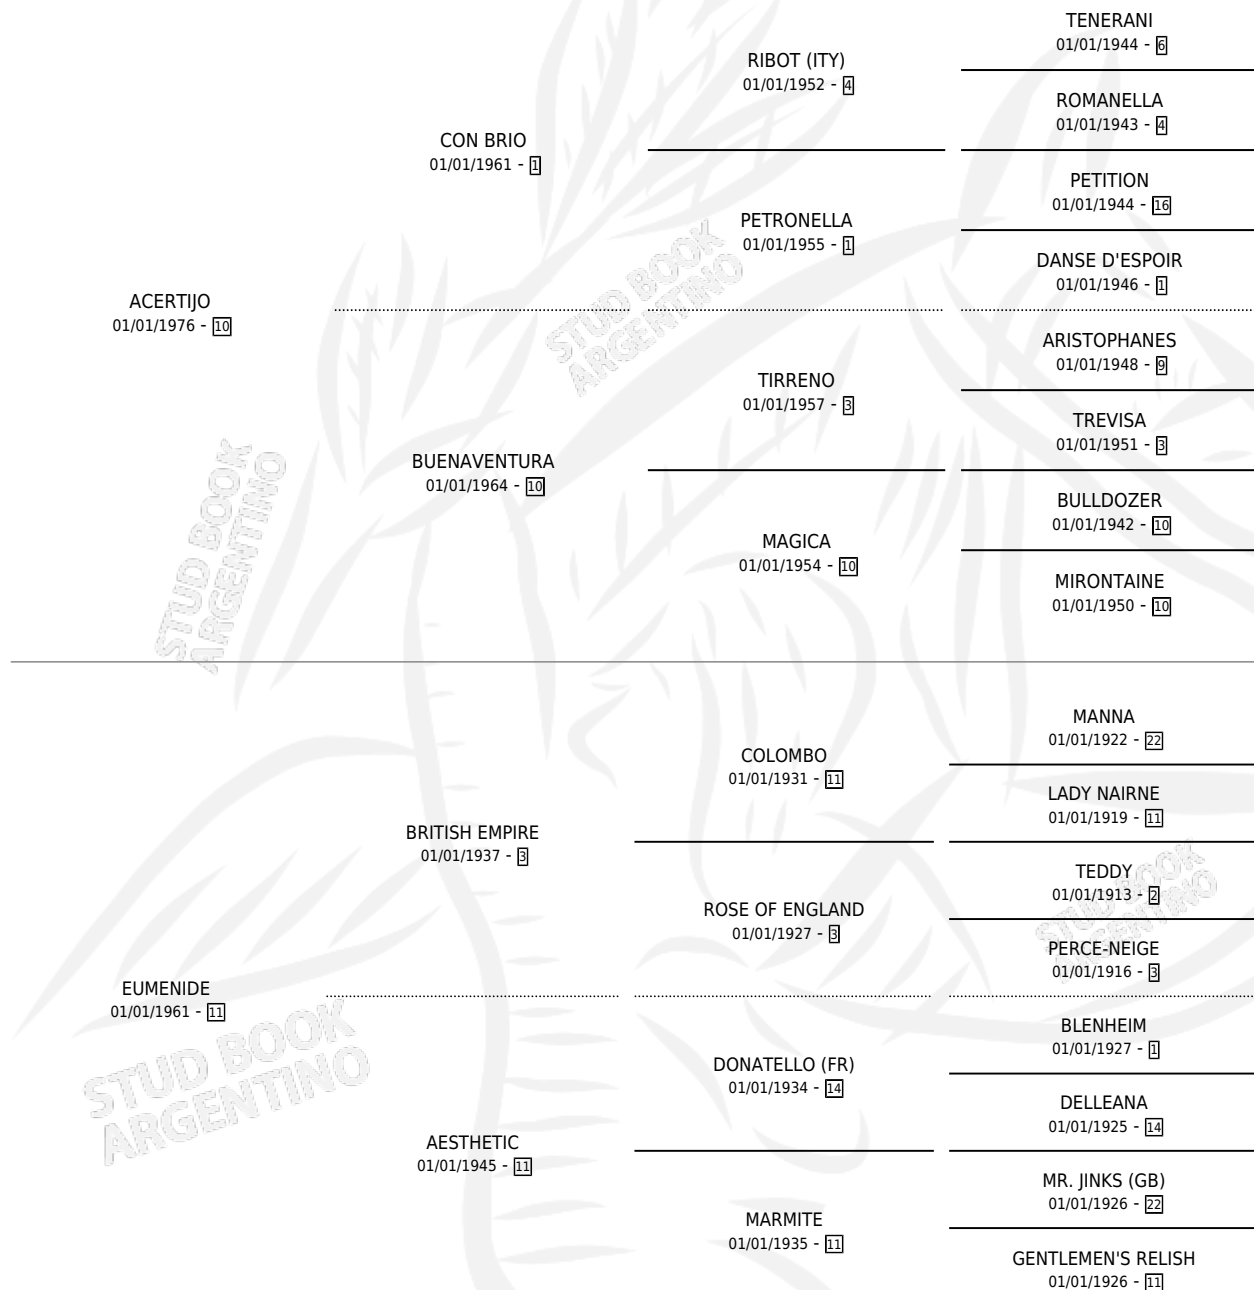 TENERANI
01/01/1944 - 6
RIBOT (ITY)
01/01/1952 - 4
ROMANELLA
01/01/1943 - 4
CON BRIO
01/01/1961 - 1
PETITION
01/01/1944 - 16
PETRONELLA
01/01/1955 - 1
DANSE D'ESPOIR
01/01/1946 - 1
ACERTIJO
01/01/1976 - 10
ARISTOPHANES
01/01/1948 - 9
TIRRENO
01/01/1957 - 3
TREVISA
01/01/1951 - 3
BUENAVENTURA
01/01/1964 - 10
BULLDOZER
01/01/1942 - 10
MAGICA
01/01/1954 - 10
MIRONTAINE
01/01/1950 - 10
MANNA
01/01/1922 - 22
COLOMBO
01/01/1931 - 11
LADY NAIRNE
01/01/1919 - 11
BRITISH EMPIRE
01/01/1937 - 3
TEDDY
01/01/1913 - 2
ROSE OF ENGLAND
01/01/1927 - 3
PERCE-NEIGE
01/01/1916 - 3
EUMENIDE
01/01/1961 - 11
BLENHEIM
01/01/1927 - 1
DONATELLO (FR)
01/01/1934 - 14
DELLEANA
01/01/1925 - 14
AESTHETIC
01/01/1945 - 11
MR. JINKS (GB)
01/01/1926 - 22
MARMITE
01/01/1935 - 11
GENTLEMEN'S RELISH
01/01/1926 - 11
STUD BOOK
ARGENTINO
STUD BOOK
ARGENTINO
STUD BOOK
ARGENTINO
STUD BOOK
ARGENTINO